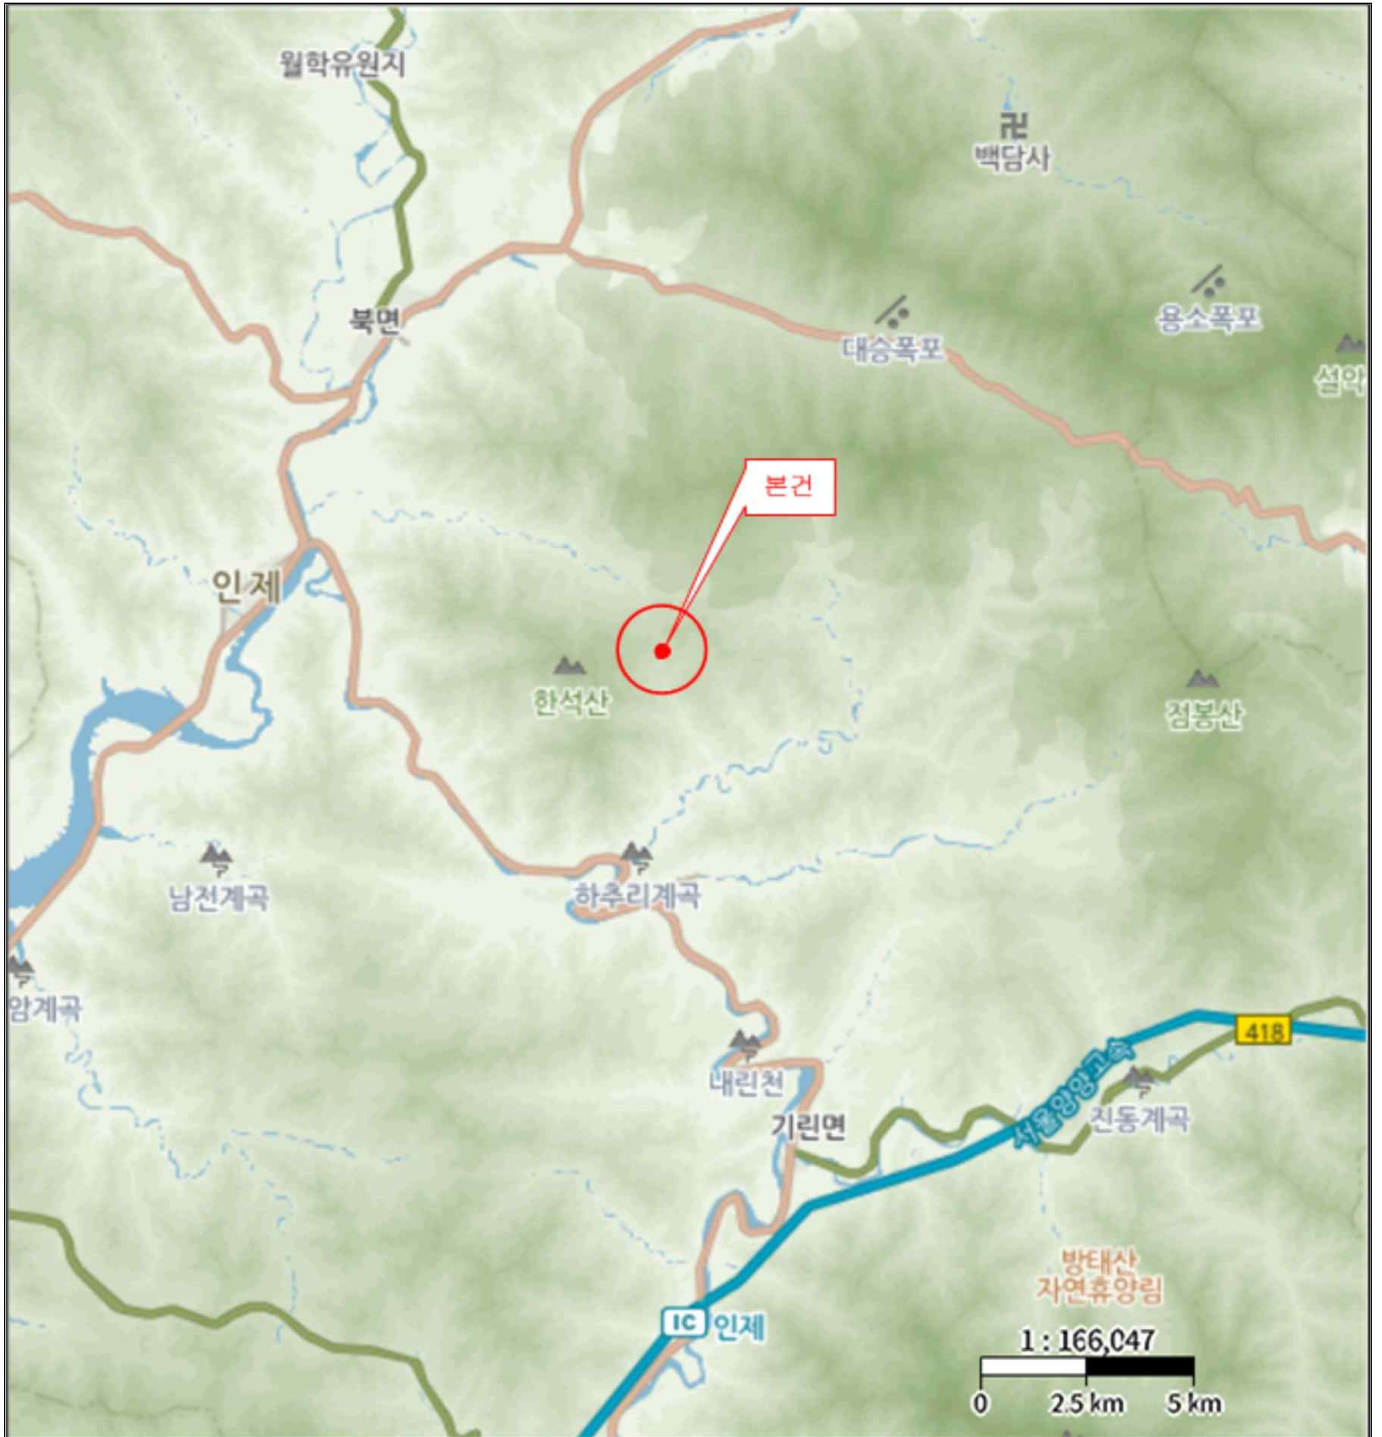 월학유원지
卍
백담사
용소폭포
북면
대승폭포
설악
본건
인제
한석산
점봉산
남전계곡
하추리계곡
암계곡
418
내린천
서울양양고속
진동계곡
기린면
방태산
자연휴양림
IC 인제
1 : 166,047
0 2.5 km 5 km